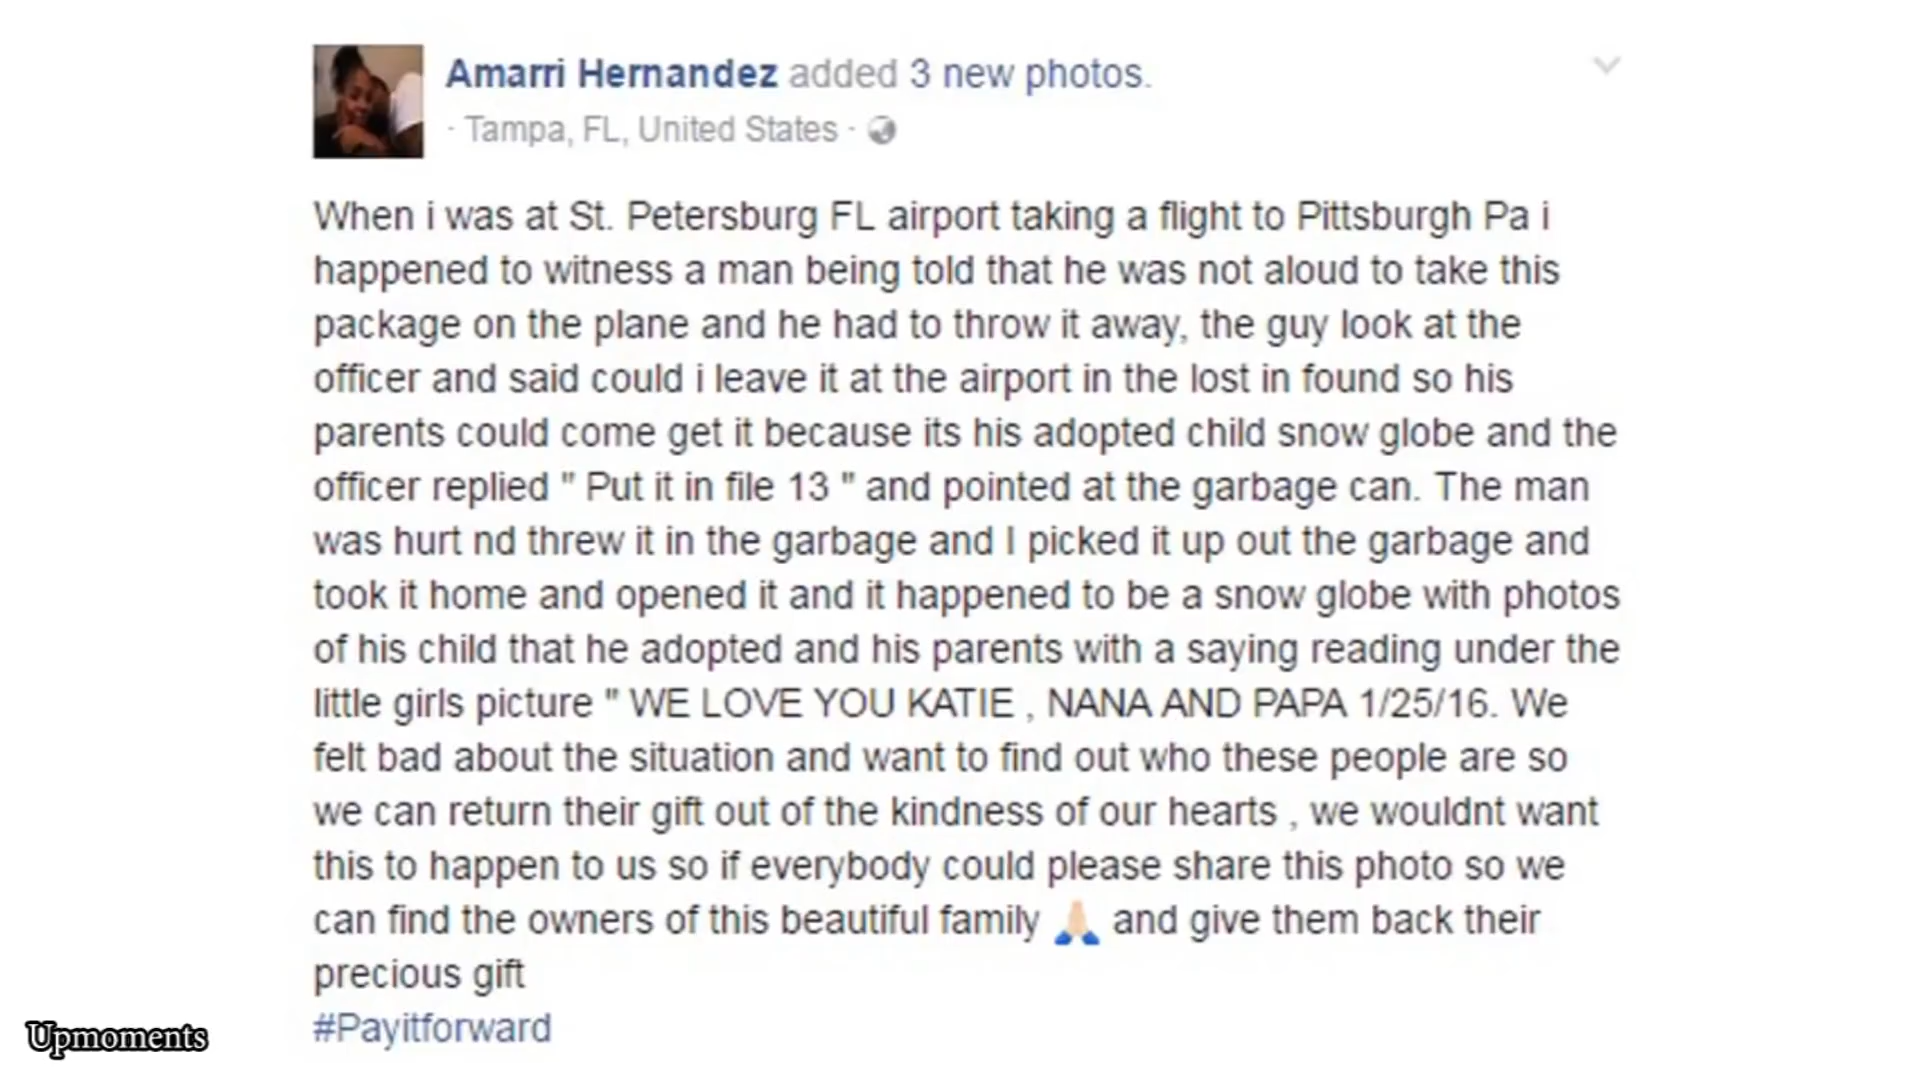 Amarri Hernandez added 3 new photos.
· Tampa, FL, United States ·
When i was at St. Petersburg FL airport taking a flight to Pittsburgh Pa i
happened to witness a man being told that he was not aloud to take this
package on the plane and he had to throw it away, the guy look at the
officer and said could i leave it at the airport in the lost in found so his
parents could come get it because its his adopted child snow globe and the
officer replied " Put it in file 13 " and pointed at the garbage can. The man
was hurt nd threw it in the garbage and I picked it up out the garbage and
took it home and opened it and it happened to be a snow globe with photos
of his child that he adopted and his parents with a saying reading under the
little girls picture " WE LOVE YOU KATIE , NANA AND PAPA 1/25/16. We
felt bad about the situation and want to find out who these people are so
we can return their gift out of the kindness of our hearts , we wouldnt want
this to happen to us so if everybody could please share this photo so we
can find the owners of this beautiful family 🙏🏻 and give them back their
precious gift
#Payitforward
Upmoments